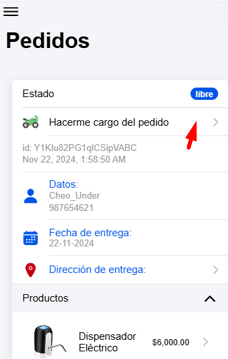 Pedidos
Estado libre
Hacerme cargo del pedido
id: Y1Klu82PG1qlCSipVABC
Nov 22, 2024, 1:58:50 AM
Datos:
Cheo_Under
987654621
Fecha de entrega:
22-11-2024
Dirección de entrega:
Productos
Dispensador $6,000.00
Eléctrico